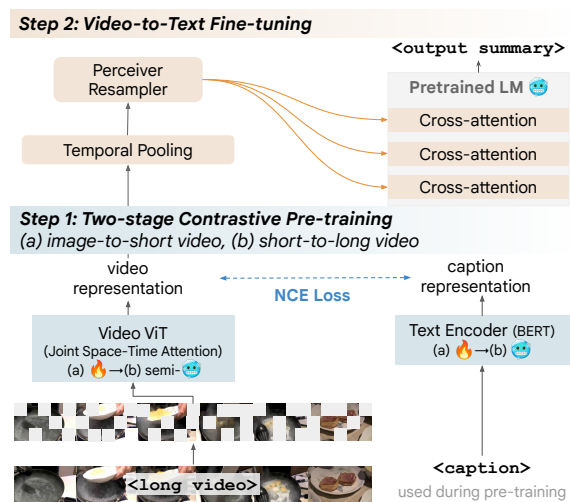 Step 2: Video-to-Text Fine-tuning
<output summary>
Perceiver
Resampler
Pretrained LM 🥶
Cross-attention
Temporal Pooling
Cross-attention
Cross-attention
Step 1: Two-stage Contrastive Pre-training
(a) image-to-short video, (b) short-to-long video
video
representation
NCE Loss
caption
representation
Video ViT
(Joint Space-Time Attention)
(a) 🔥→(b) semi-🥶
Text Encoder (BERT)
(a) 🔥→(b) 🥶
<long video>
<caption>
used during pre-training